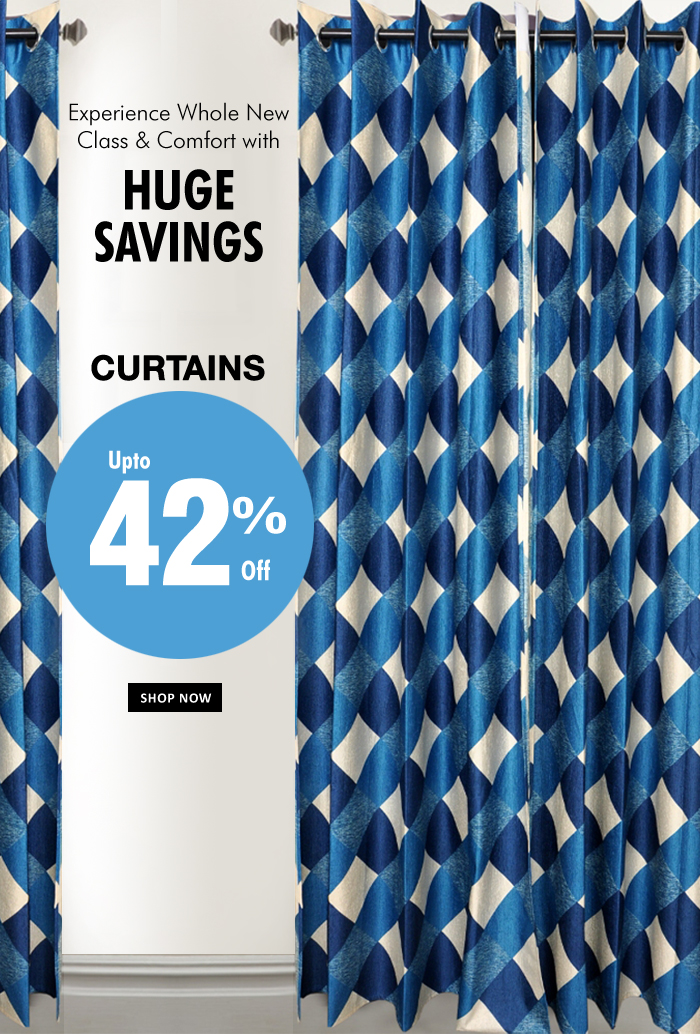 Experience Whole New
Class & Comfort with
HUGE
SAVINGS
CURTAINS
Upto
42%
Off
SHOP NOW